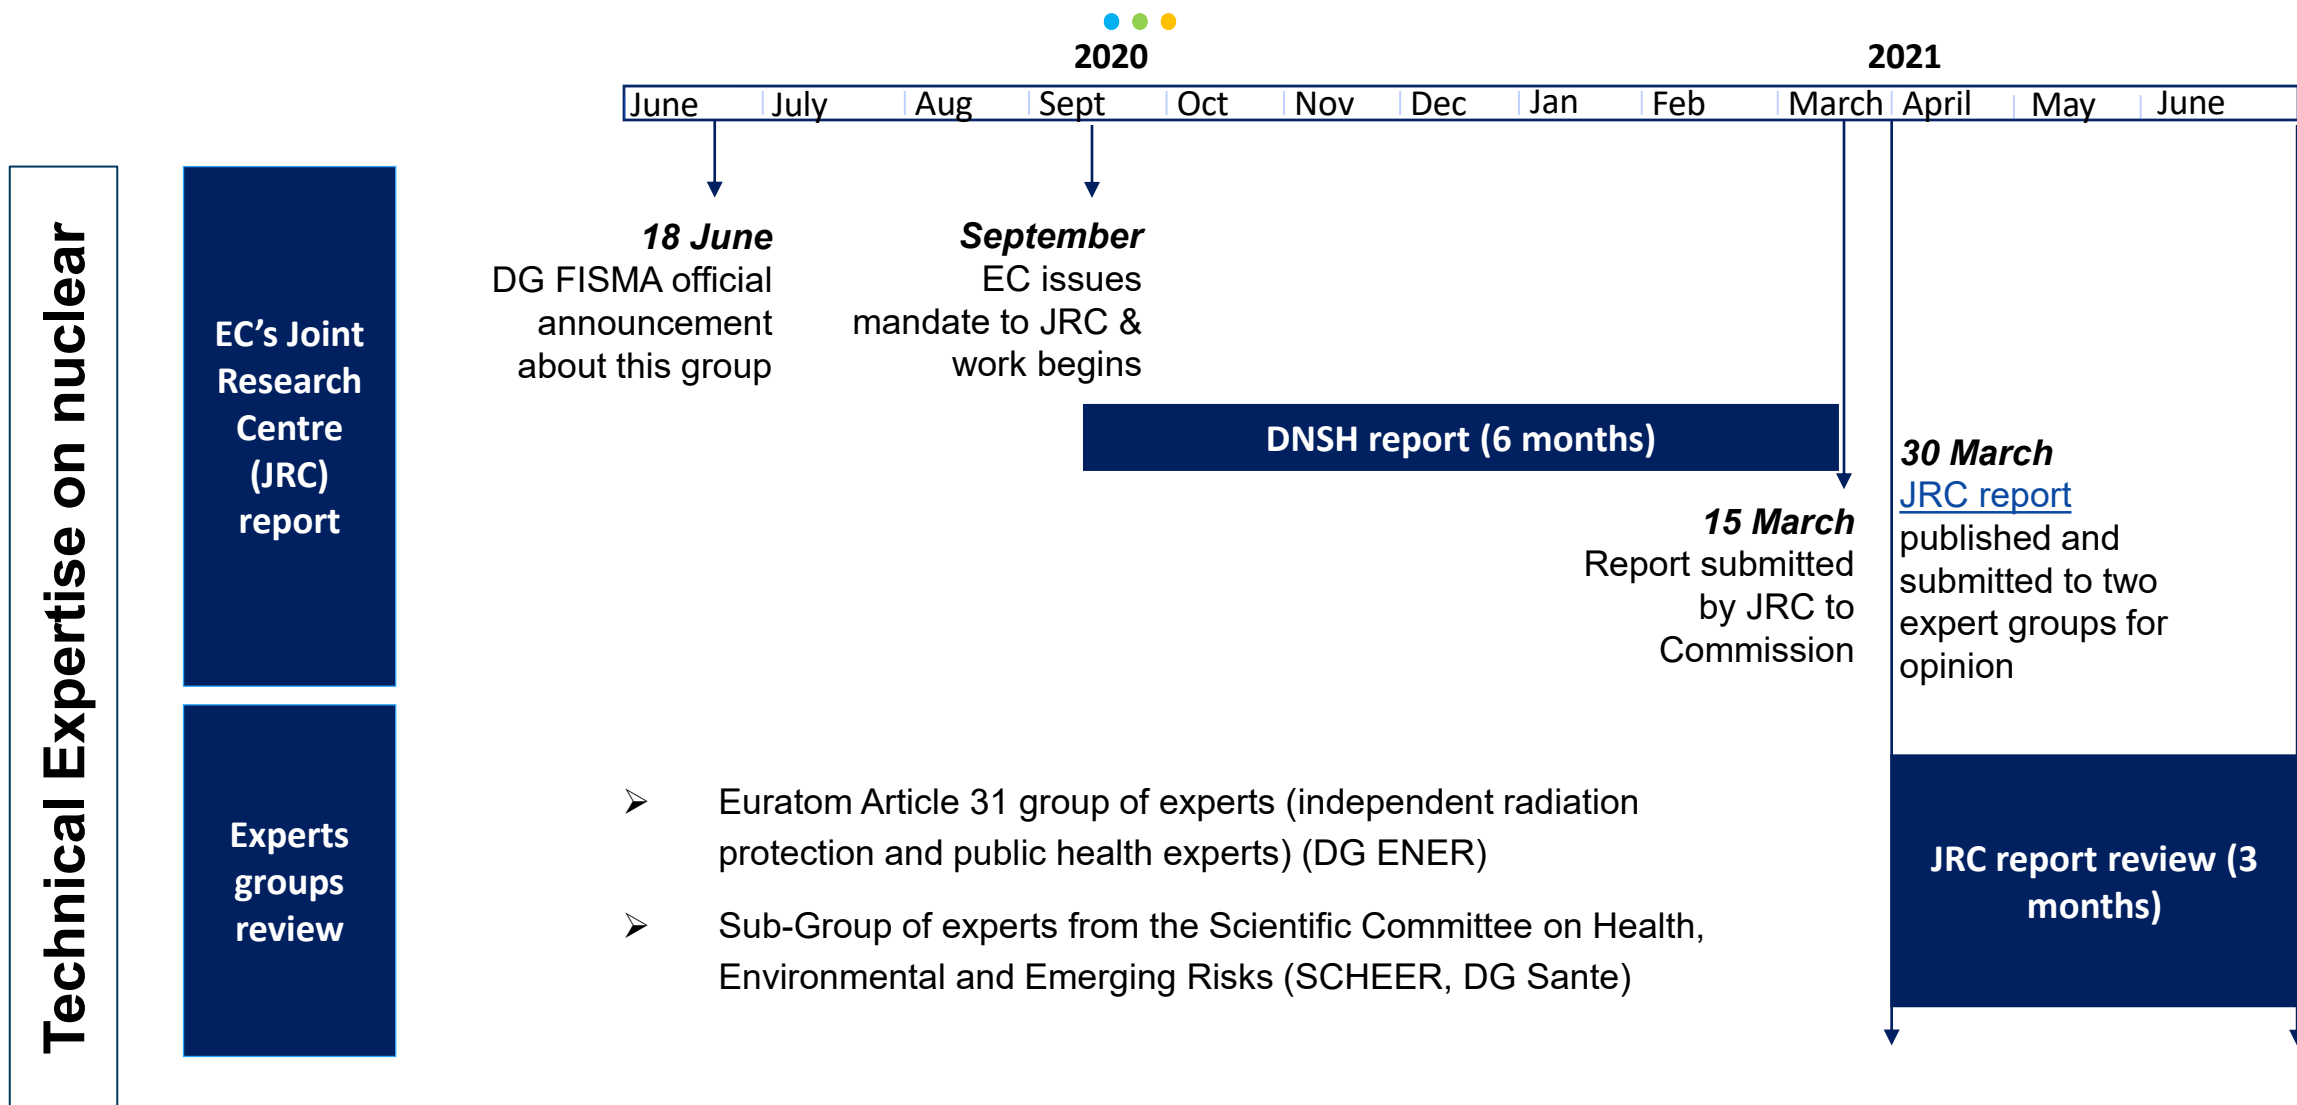 2020
2021
June July Aug Sept Oct Nov Dec Jan Feb March April May June
Technical Expertise on nuclear
EC’s Joint
Research
Centre
(JRC)
report
18 June
DG FISMA official
announcement
about this group
September
EC issues
mandate to JRC &
work begins
DNSH report (6 months)
15 March
Report submitted
by JRC to
Commission
30 March
JRC report
published and
submitted to two
expert groups for
opinion
Experts
groups
review
➢ Euratom Article 31 group of experts (independent radiation
protection and public health experts) (DG ENER)
➢ Sub-Group of experts from the Scientific Committee on Health,
Environmental and Emerging Risks (SCHEER, DG Sante)
JRC report review (3
months)